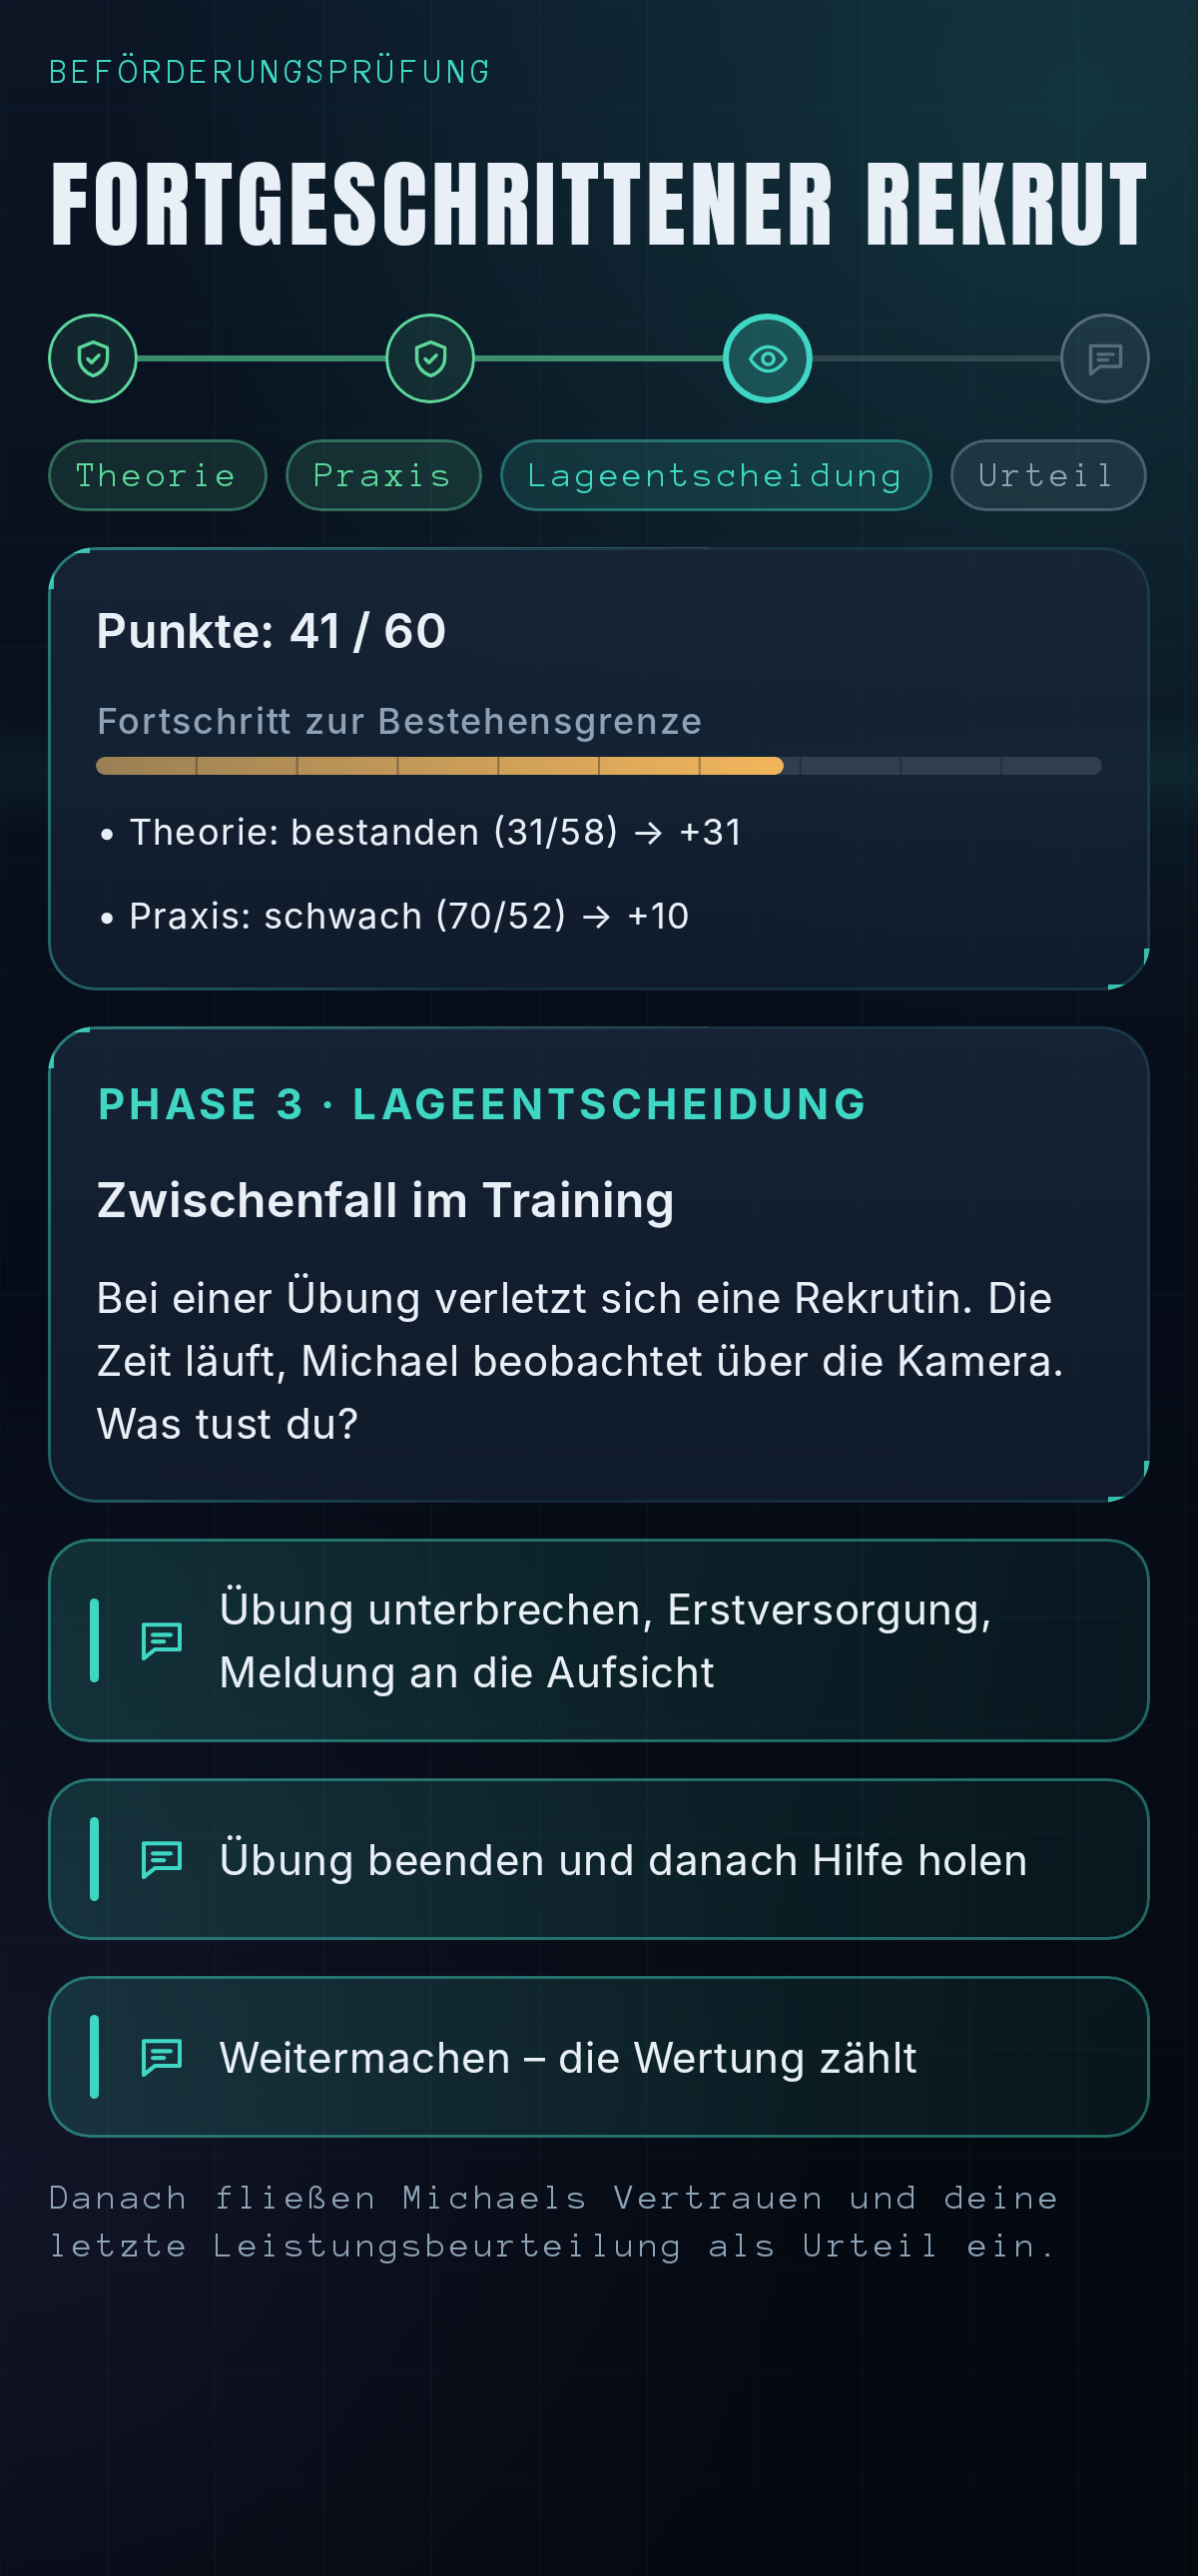 BEFÖRDERUNGSPRÜFUNG
FORTGESCHRITTENER REKRUT
Theorie
Praxis
Lageentscheidung
Urteil
Punkte: 41 / 60
Fortschritt zur Bestehensgrenze
• Theorie: bestanden (31/58) → +31
• Praxis: schwach (70/52) → +10
PHASE 3 · LAGEENTSCHEIDUNG
Zwischenfall im Training
Bei einer Übung verletzt sich eine Rekrutin. Die
Zeit läuft, Michael beobachtet über die Kamera.
Was tust du?
Übung unterbrechen, Erstversorgung,
Meldung an die Aufsicht
Übung beenden und danach Hilfe holen
Weitermachen – die Wertung zählt
Danach fließen Michaels Vertrauen und deine
letzte Leistungsbeurteilung als Urteil ein.